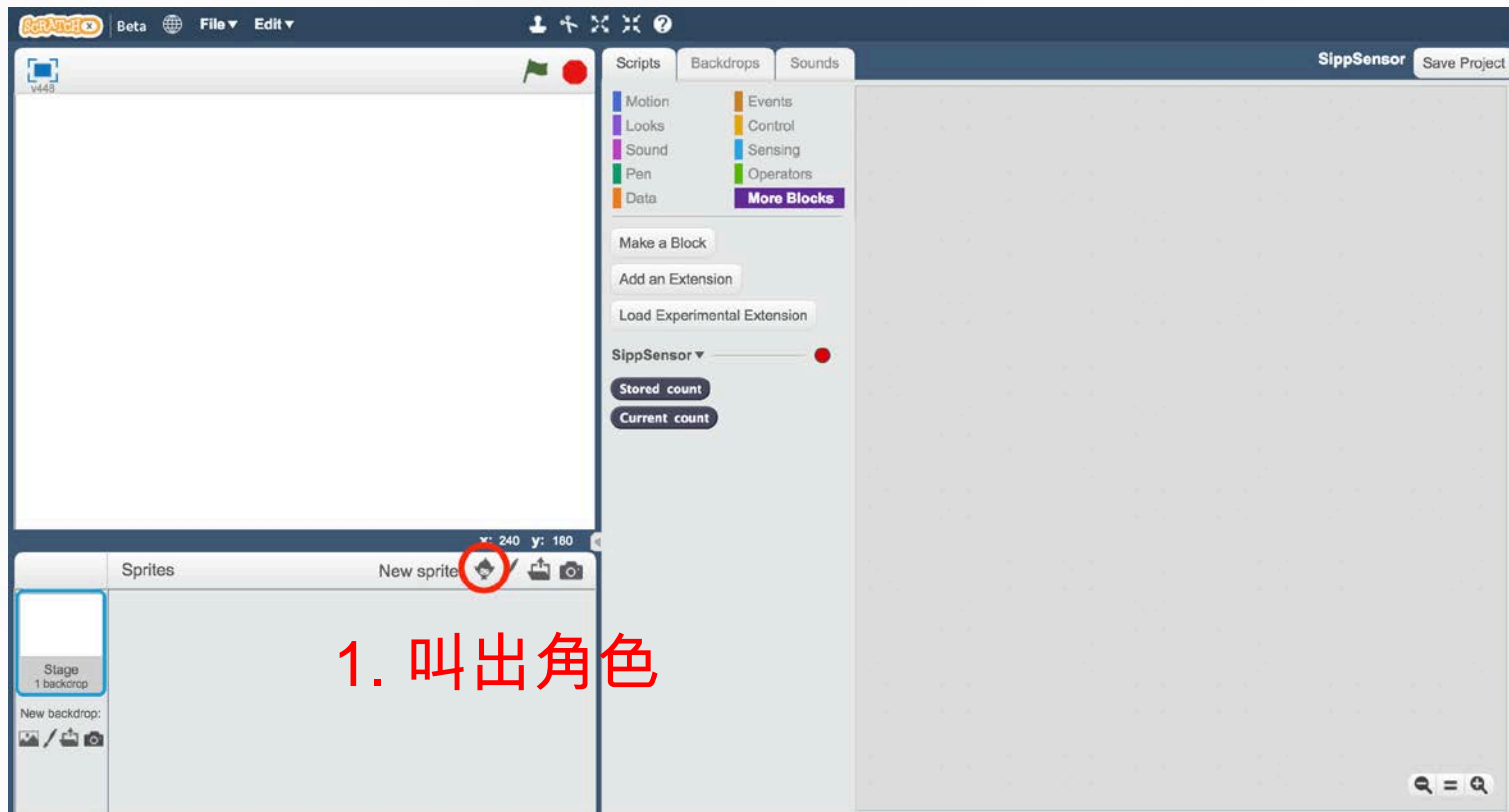 SCRATCHX Beta File▼ Edit▼
v448
Scripts Backdrops Sounds
SippSensor Save Project
Motion Events
Looks Control
Sound Sensing
Pen Operators
Data More Blocks
Make a Block
Add an Extension
Load Experimental Extension
SippSensor▼
Stored count
Current count
x: 240 y: 180
Sprites New sprite
1. 叫出角色
Stage
1 backdrop
New backdrop: